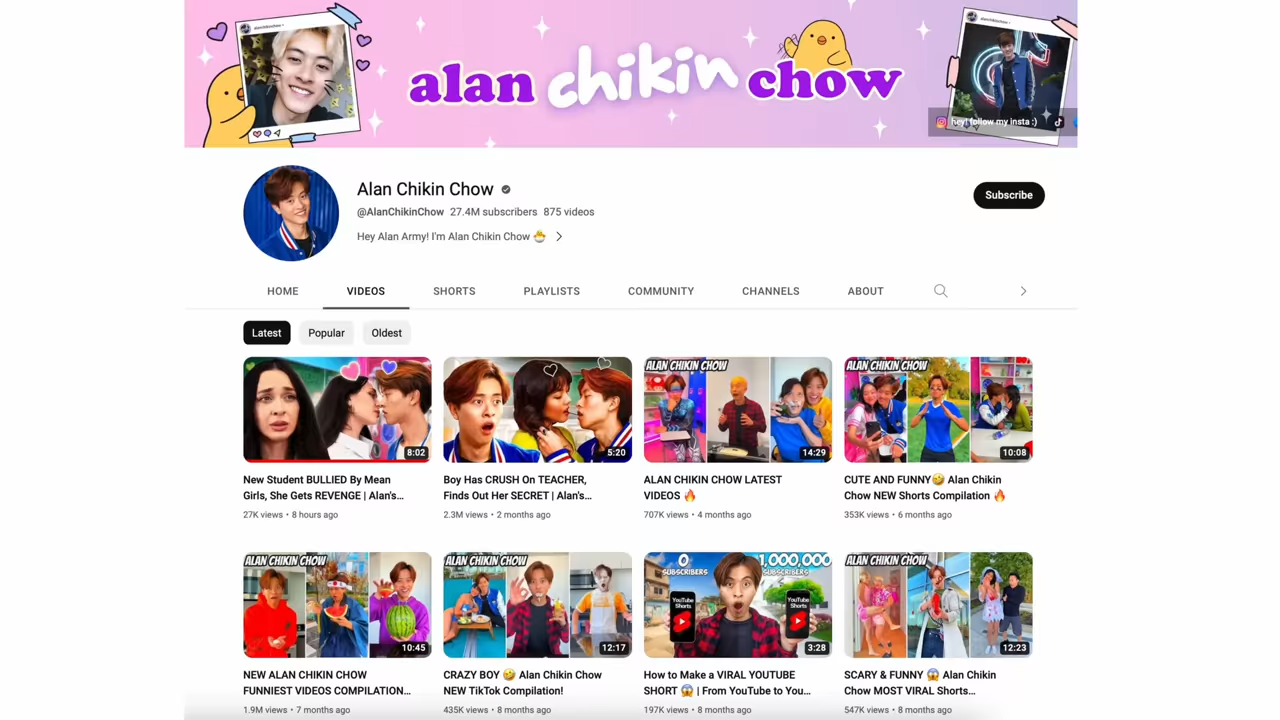 alan chikin chow
hey! follow my insta :)
Alan Chikin Chow
@AlanChikinChow 27.4M subscribers 875 videos
Hey Alan Army! I'm Alan Chikin Chow 🐣
Subscribe
HOME VIDEOS SHORTS PLAYLISTS COMMUNITY CHANNELS ABOUT
Latest Popular Oldest
8:02
5:20
ALAN CHIKIN CHOW
14:29
ALAN CHIKIN CHOW
10:08
New Student BULLIED By Mean
Girls, She Gets REVENGE | Alan's...
27K views • 8 hours ago
Boy Has CRUSH On TEACHER,
Finds Out Her SECRET | Alan's...
2.3M views • 2 months ago
ALAN CHIKIN CHOW LATEST
VIDEOS 🔥
707K views • 4 months ago
CUTE AND FUNNY🤣 Alan Chikin
Chow NEW Shorts Compilation 🔥
353K views • 6 months ago
ALAN CHIKIN CHOW
10:45
ALAN CHIKIN CHOW
12:17
0
SUBSCRIBERS
1,000,000
SUBSCRIBERS
YouTube
Shorts
YouTube
Shorts
3:28
ALAN CHIKIN CHOW
12:23
NEW ALAN CHIKIN CHOW
FUNNIEST VIDEOS COMPILATION...
1.9M views • 7 months ago
CRAZY BOY 🤣 Alan Chikin Chow
NEW TikTok Compilation!
435K views • 8 months ago
How to Make a VIRAL YOUTUBE
SHORT 😱 | From YouTube to You...
197K views • 8 months ago
SCARY & FUNNY 😱 Alan Chikin
Chow MOST VIRAL Shorts...
547K views • 8 months ago